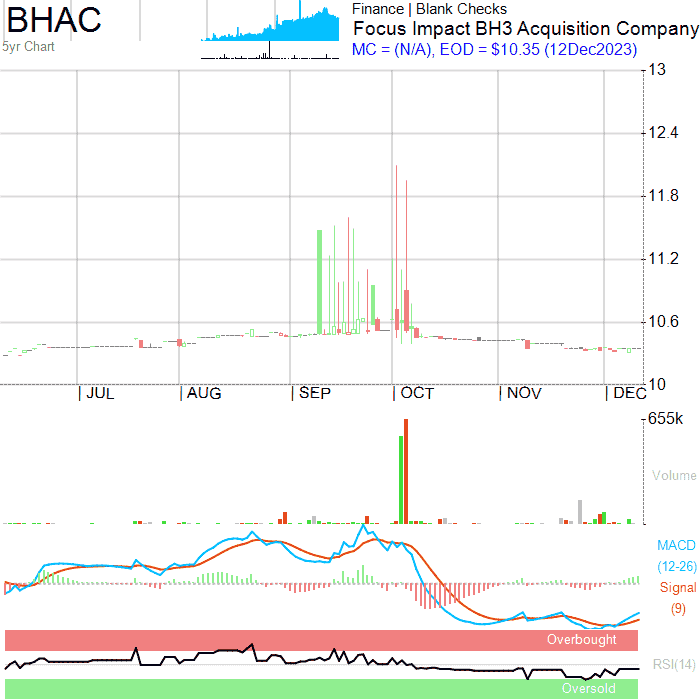 BHAC
5yr Chart
Finance | Blank Checks
Focus Impact BH3 Acquisition Company
MC = (N/A), EOD = $10.35 (12Dec2023)
13
12.4
11.8
11.2
10.6
10
| JUL | AUG | SEP | OCT | NOV | DEC
655k
Volume
MACD
(12-26)
Signal
(9)
Overbought
RSI(14)
Oversold